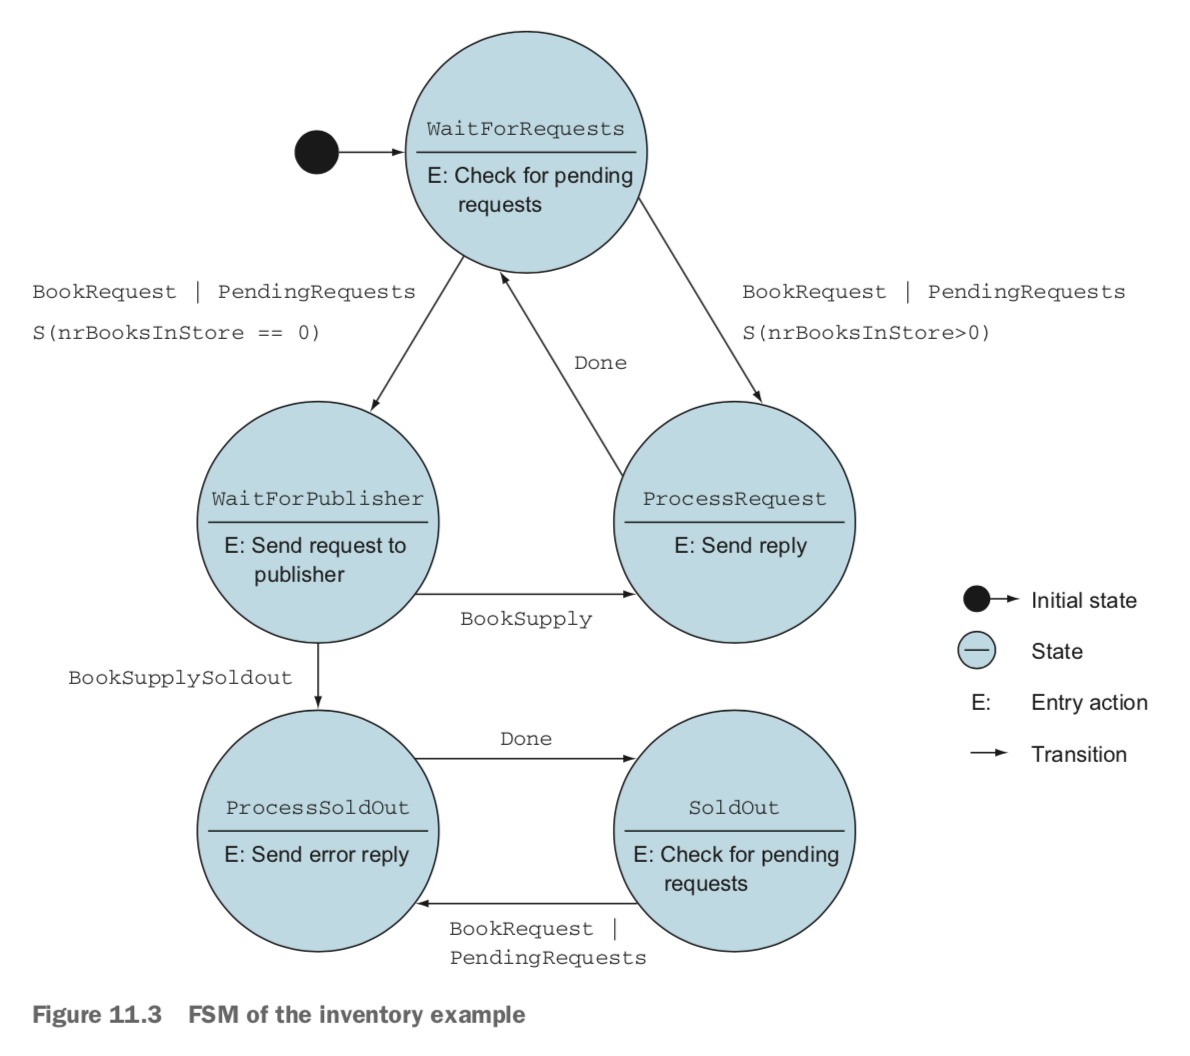 WaitForRequests
E: Check for pending
requests
BookRequest | PendingRequests
S(nrBooksInStore == 0)
BookRequest | PendingRequests
S(nrBooksInStore>0)
Done
WaitForPublisher
E: Send request to
publisher
ProcessRequest
E: Send reply
BookSupply
BookSupplySoldout
Done
ProcessSoldOut
E: Send error reply
SoldOut
E: Check for pending
requests
BookRequest |
PendingRequests
Initial state
State
E: Entry action
Transition
Figure 11.3 FSM of the inventory example